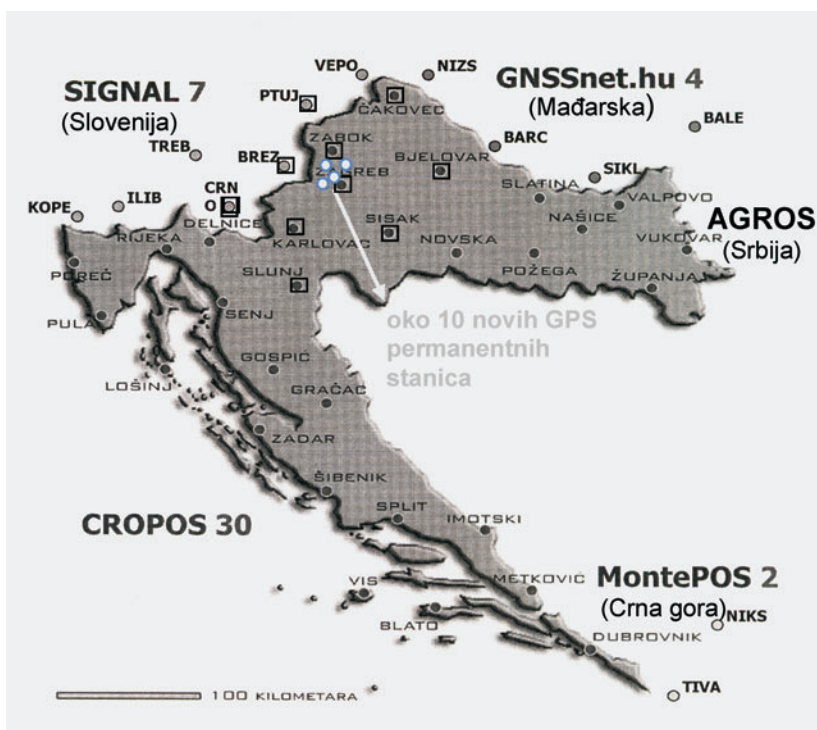 VEPO
NIZS
SIGNAL 7
GNSSnet.hu 4
(Slovenija)
PTUJ
ČAKOVEC
(Mađarska)
BALE
TREB
ZABOK
BARC
BREZ
ZAGREB
BJELOVAR
SIKL
CRN
O
ILIB
KOPE
SLATINA
VALPOVO
AGROS
DELNICE
SISAK
NAŠICE
RIJEKA
KARLOVAC
NOVSKA
VUKOVAR
(Srbija)
POREČ
SLUNJ
POŽEGA
ŽUPANJA
PULA
SENJ
oko 10 novih GPS
permanentnih
stanica
GOSPIĆ
LOŠINJ
GRAČAC
ZADAR
ŠIBENIK
CROPOS 30
SPLIT
IMOTSKI
VIS
METKOVIĆ
MontePOS 2
(Crna gora)
NIKS
BLATO
DUBROVNIK
100 KILOMETARA
TIVA